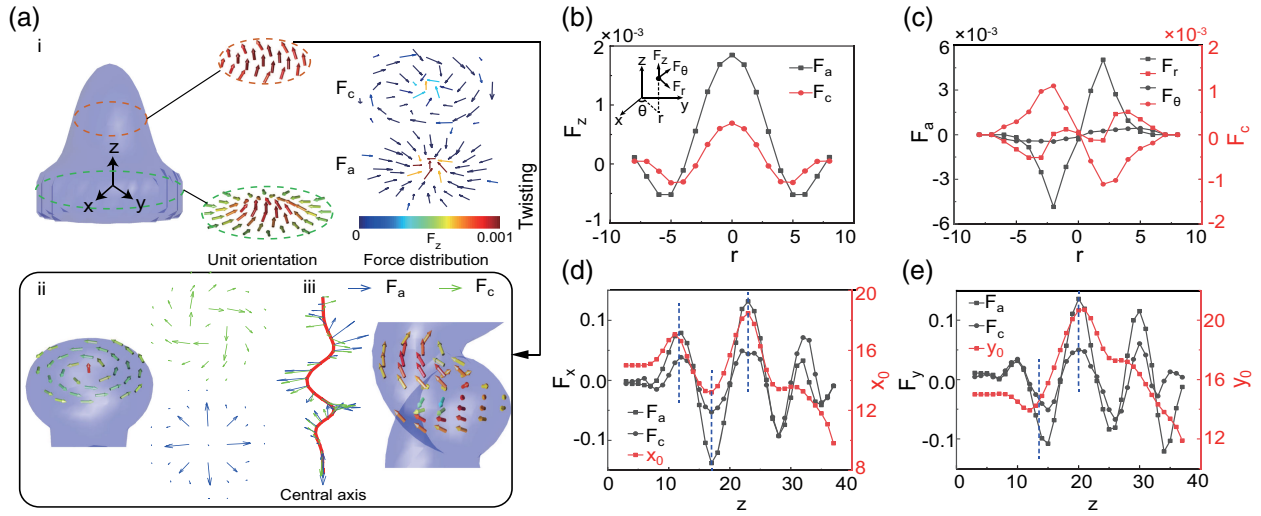 (a)
i
z
x
y
F_c
F_a
0
F_z
0.001
Unit orientation
Force distribution
Twisting
ii
iii
F_a
F_c
Central axis
(b)
×10⁻³
2
1
0
-1
F_z
z
F_z
F_θ
F_r
x
θ
r
y
F_a
F_c
-10
-5
0
5
10
r
(c)
×10⁻³
×10⁻³
6
3
0
-3
-6
F_a
F_r
F_r
F_θ
F_θ
2
1
0
-1
-2
F_c
-10
-5
0
5
10
r
(d)
0.1
0.0
-0.1
F_x
F_a
F_c
x_0
20
16
12
8
x_0
0
10
20
30
40
z
(e)
0.1
0.0
-0.1
F_y
F_a
F_c
y_0
20
16
12
y_0
0
10
20
30
40
z